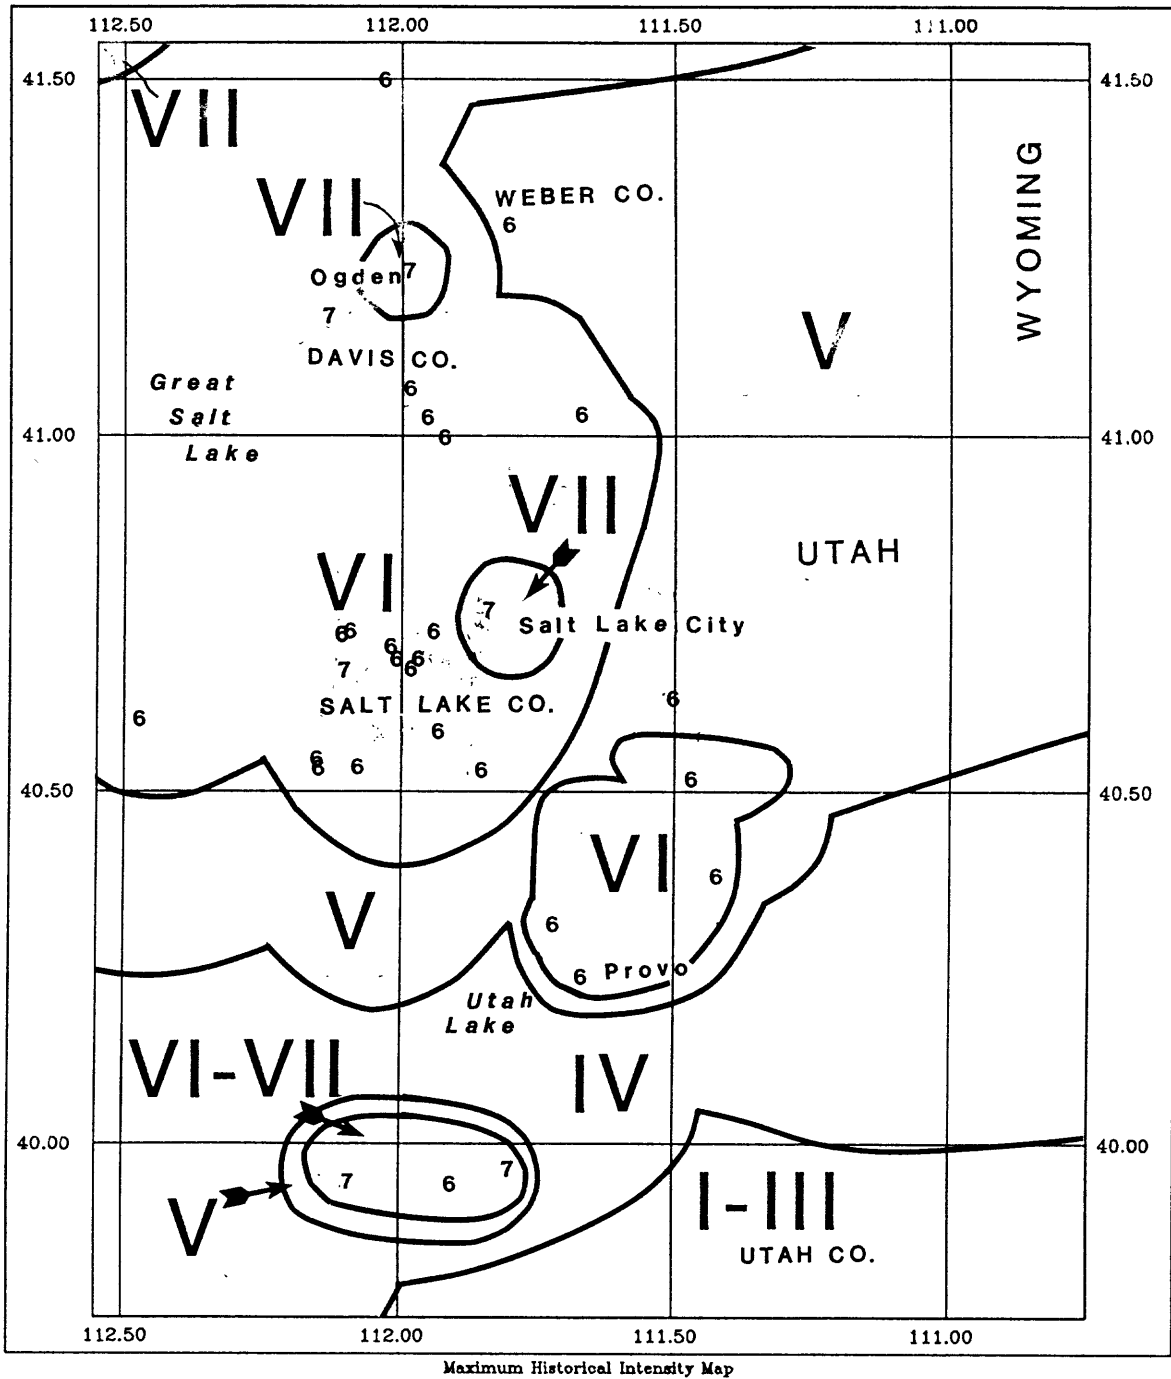 112.50 112.00 111.50 111.00
41.50 6 41.50
VII
WYOMING
VII
WEBER CO.
6
Ogden 7
7
V
DAVIS CO.
Great
Salt
Lake
6
6 6
41.00 6 41.00
VII
UTAH
VI
7
Salt Lake City
6 6 6
6
6 6
7 6
SALT LAKE CO.
6
6
6
6
6 6 6
6
40.50 40.50
VI
6
V
6
6 Provo
Utah
Lake
VI-VII
IV
40.00 40.00
7 6 7
V
I-III
UTAH CO.
112.50 112.00 111.50 111.00
Maximum Historical Intensity Map